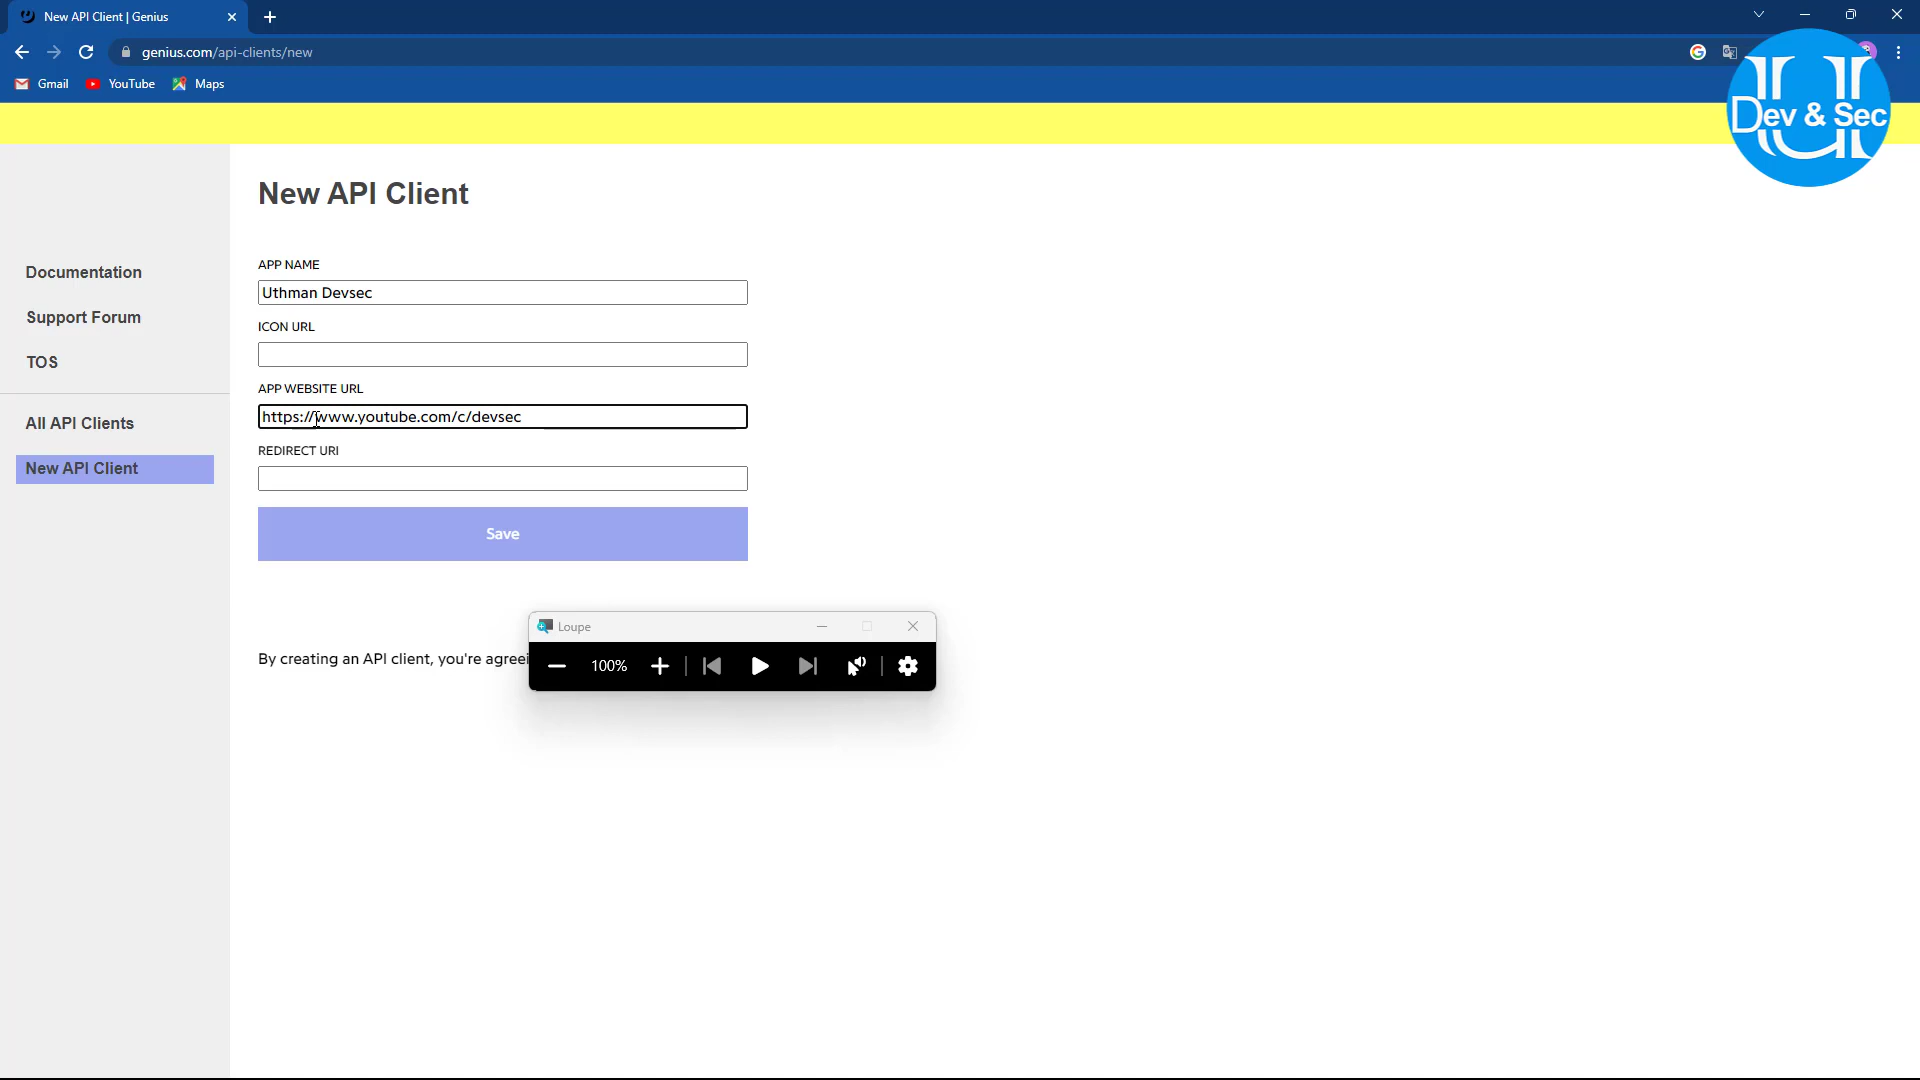 New API Client | Genius
genius.com/api-clients/new
Gmail
YouTube
Maps
Dev & Sec
New API Client
Documentation
Support Forum
TOS
All API Clients
New API Client
APP NAME
Uthman Devsec
ICON URL
APP WEBSITE URL
https://www.youtube.com/c/devsec
REDIRECT URI
Save
By creating an API client, you're agreei
Loupe
100%